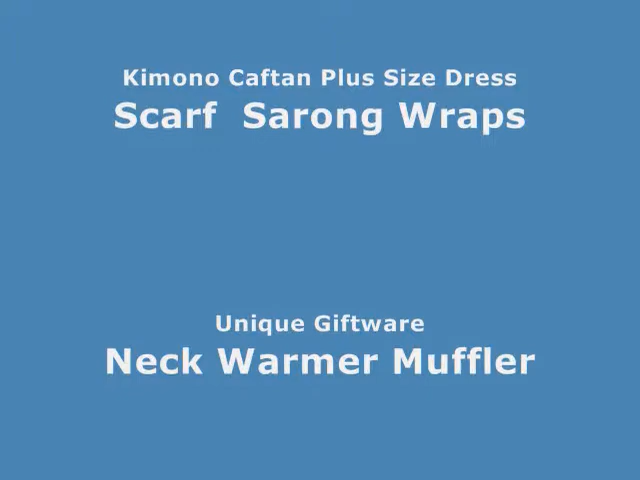 Kimono Caftan Plus Size Dress
Scarf  Sarong Wraps
Unique Giftware
Neck Warmer Muffler